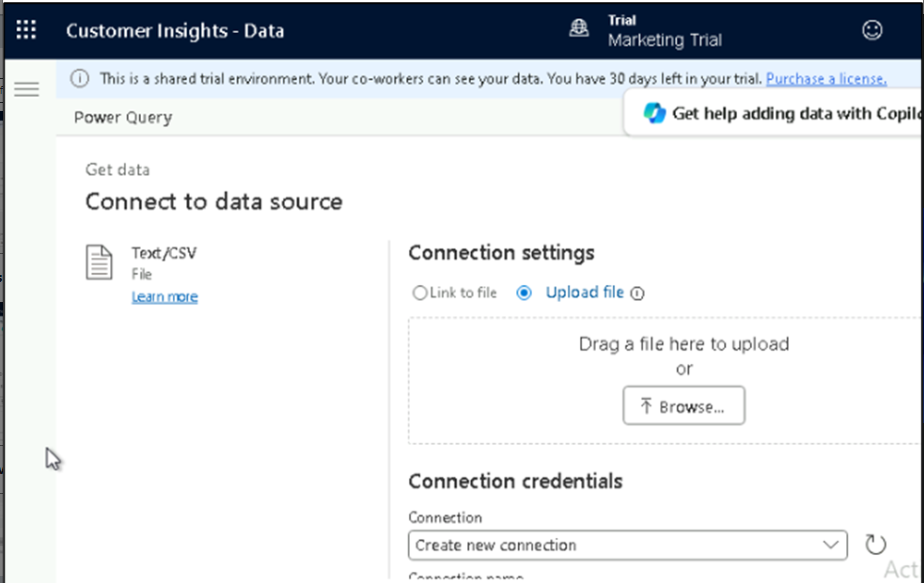 Customer Insights - Data
Trial
Marketing Trial
This is a shared trial environment. Your co-workers can see your data. You have 30 days left in your trial. Purchase a license.
Power Query
Get help adding data with Copilo
Get data
Connect to data source
Text/CSV
File
Learn more
Connection settings
Link to file
Upload file
Drag a file here to upload
or
Browse...
Connection credentials
Connection
Create new connection
Connection name
Act